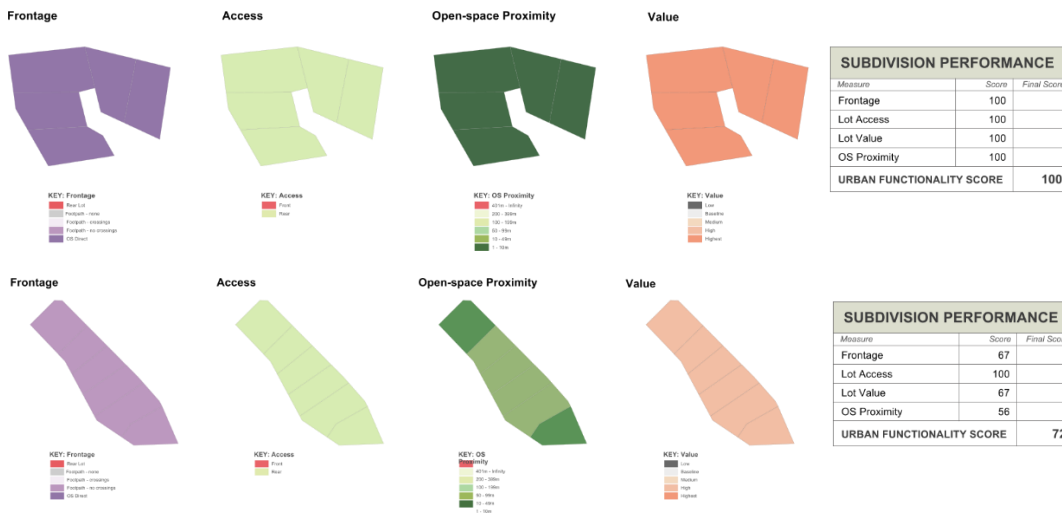 Frontage
Access
Open-space Proximity
Value
SUBDIVISION PERFORMANCE
Measure Score Final Score
Frontage 100
Lot Access 100
Lot Value 100
OS Proximity 100
URBAN FUNCTIONALITY SCORE 100
KEY: Frontage
Rear Lot
Footpath - none
Footpath - crossings
Footpath - no crossings
OS Direct
KEY: Access
Front
Rear
KEY: OS Proximity
401m - Infinity
200 - 399m
100 - 199m
50 - 99m
10 - 49m
1 - 10m
KEY: Value
Low
Baseline
Medium
High
Highest
Frontage
Access
Open-space Proximity
Value
SUBDIVISION PERFORMANCE
Measure Score Final Scor
Frontage 67
Lot Access 100
Lot Value 67
OS Proximity 56
URBAN FUNCTIONALITY SCORE 72
KEY: Frontage
Rear Lot
Footpath - none
Footpath - crossings
Footpath - no crossings
OS Direct
KEY: Access
Front
Rear
KEY: OS
Proximity
401m - Infinity
200 - 399m
100 - 199m
50 - 99m
10 - 49m
1 - 10m
KEY: Value
Low
Baseline
Medium
High
Highest